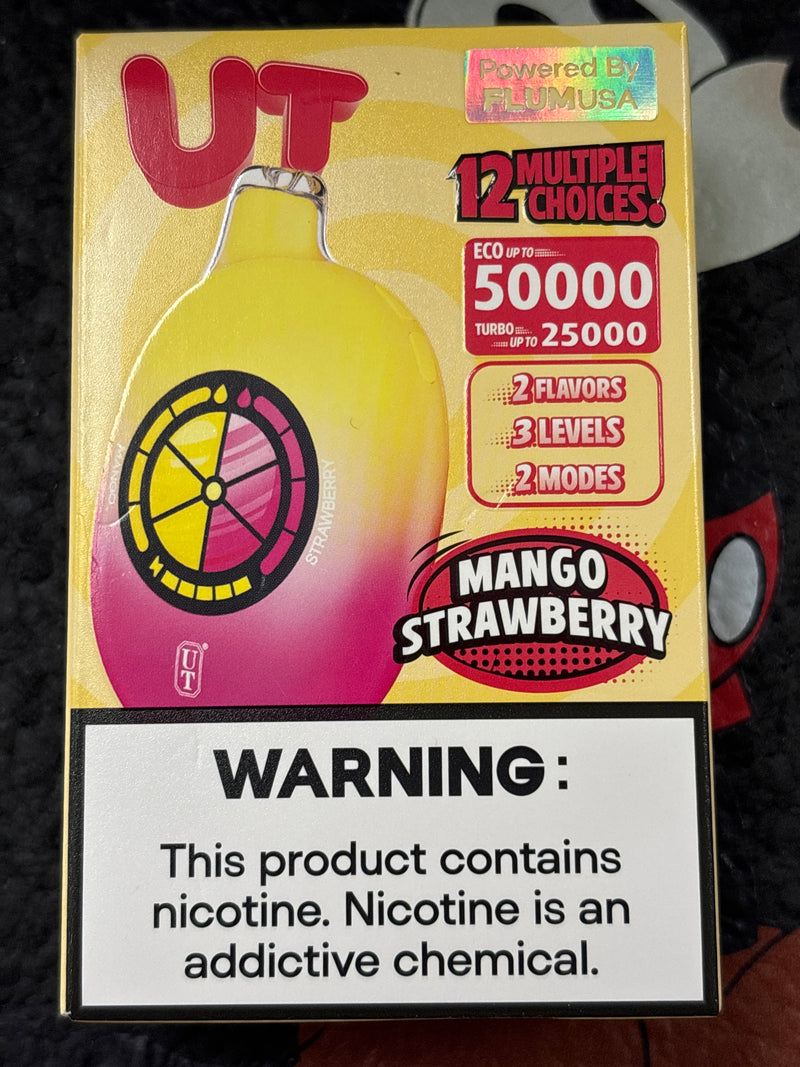 UT
Powered By
FLUMUSA
12 MULTIPLE
CHOICES!
ECO UP TO
50000
TURBO
UP TO 25000
2 FLAVORS
3 LEVELS
2 MODES
MANGO
STRAWBERRY
MANGO
STRAWBERRY
UT
WARNING:
This product contains
nicotine. Nicotine is an
addictive chemical.